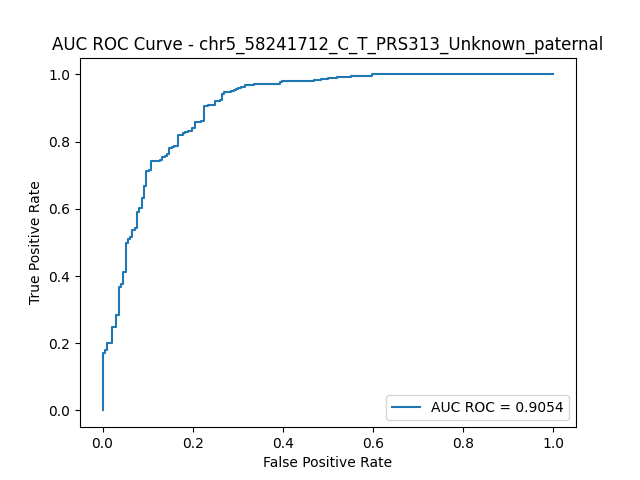 AUC ROC Curve - chr5_58241712_C_T_PRS313_Unknown_paternal
1.0
0.8
0.6
0.4
0.2
0.0
True Positive Rate
AUC ROC = 0.9054
0.0 0.2 0.4 0.6 0.8 1.0
False Positive Rate